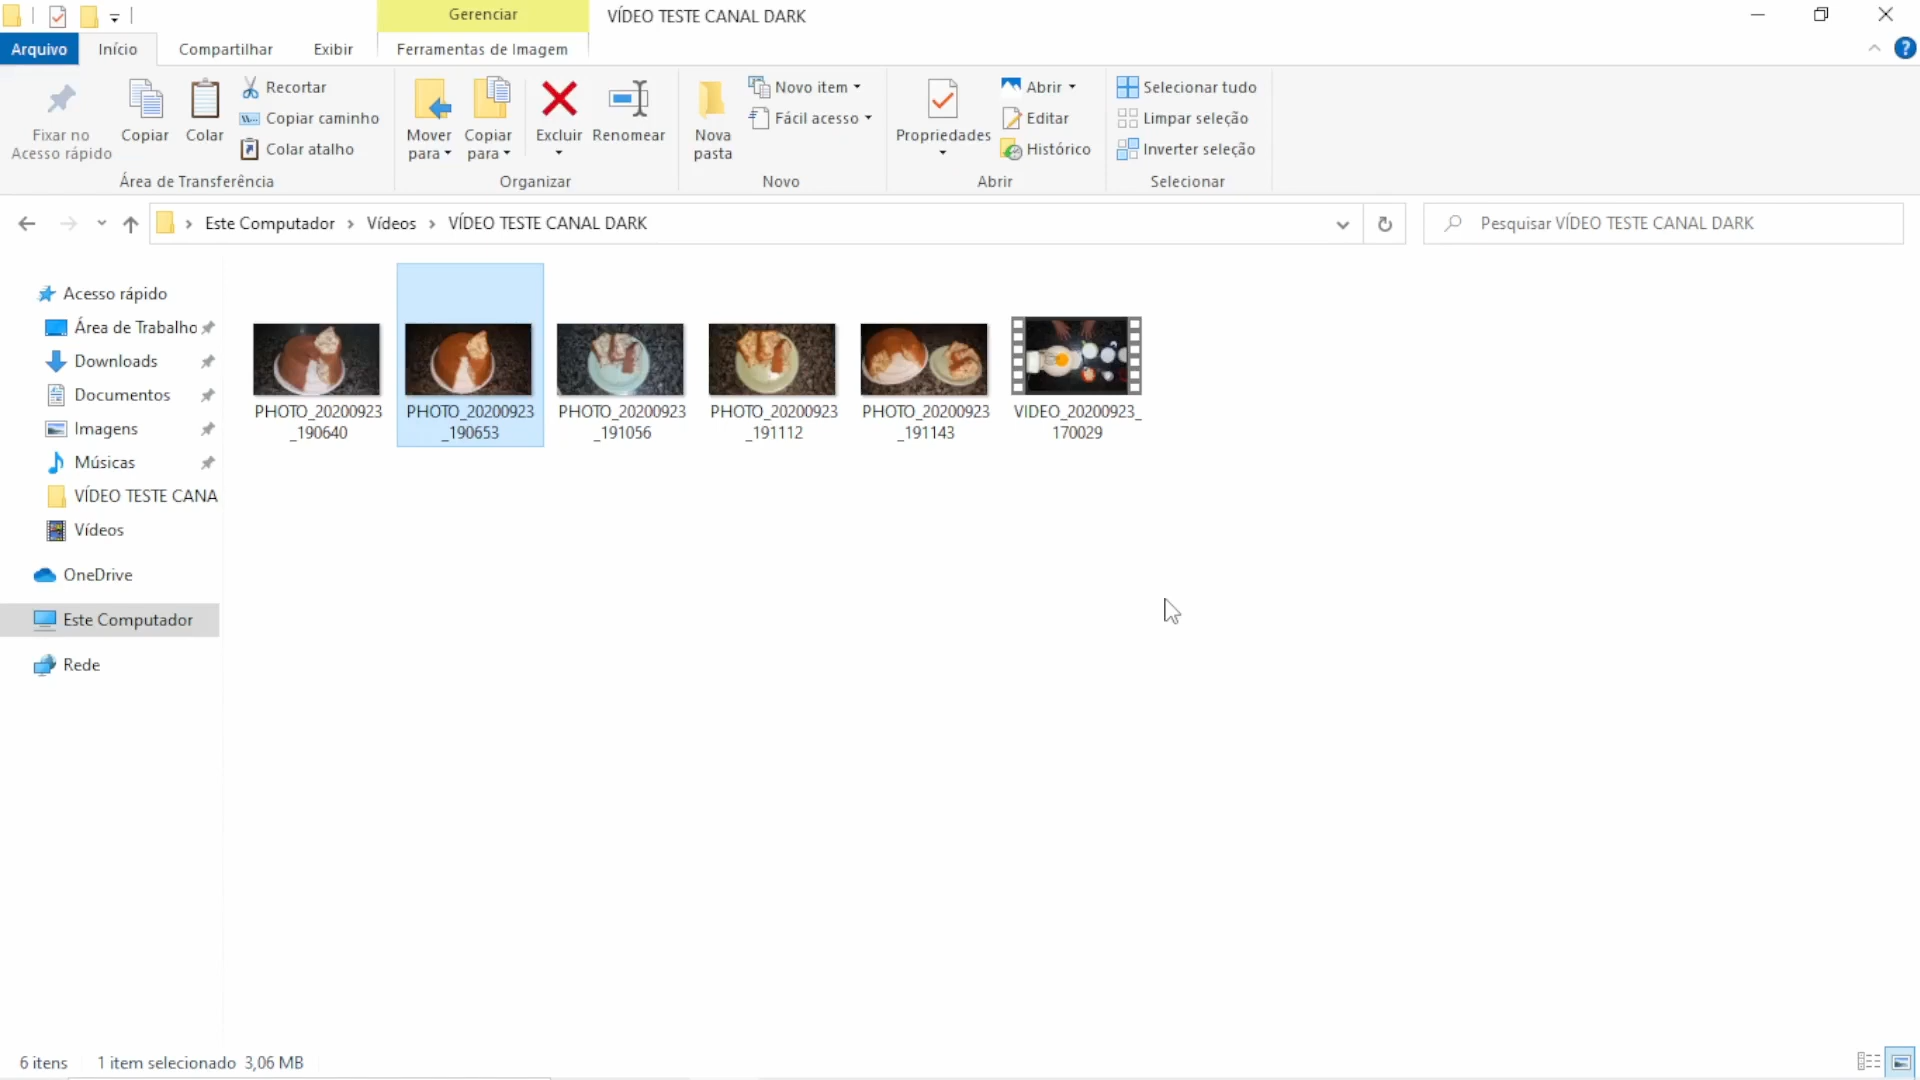 Gerenciar
VÍDEO TESTE CANAL DARK
Arquivo
Início
Compartilhar
Exibir
Ferramentas de Imagem
Fixar no
Acesso rápido
Copiar
Colar
Recortar
Copiar caminho
Colar atalho
Área de Transferência
Mover
para
Copiar
para
Excluir
Renomear
Organizar
Nova
pasta
Novo item
Fácil acesso
Novo
Propriedades
Abrir
Editar
Histórico
Abrir
Selecionar tudo
Limpar seleção
Inverter seleção
Selecionar
Este Computador
Vídeos
VÍDEO TESTE CANAL DARK
Pesquisar VÍDEO TESTE CANAL DARK
Acesso rápido
Área de Trabalho
Downloads
Documentos
Imagens
Músicas
VÍDEO TESTE CANA
Vídeos
OneDrive
Este Computador
Rede
PHOTO_20200923
_190640
PHOTO_20200923
_190653
PHOTO_20200923
_191056
PHOTO_20200923
_191112
PHOTO_20200923
_191143
VIDEO_20200923_
170029
6 itens
1 item selecionado 3,06 MB